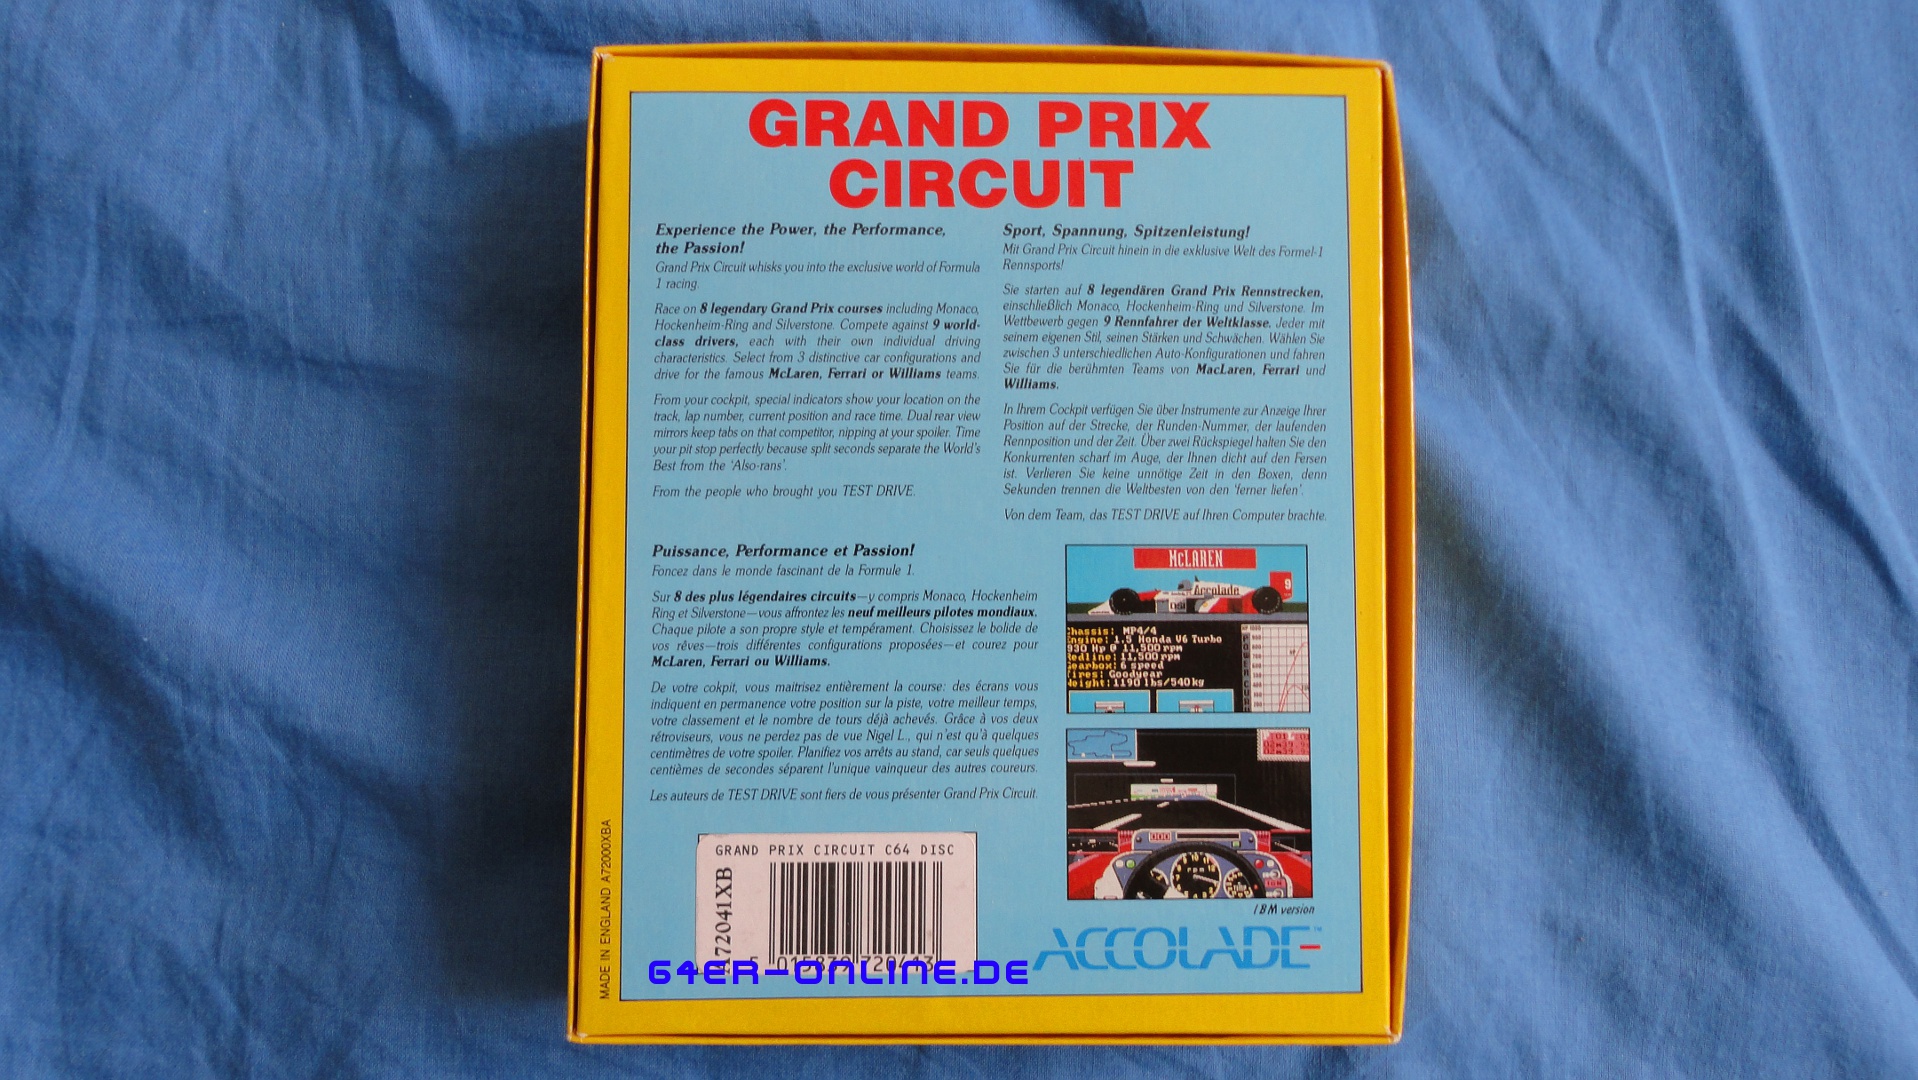 GRAND PRIX
CIRCUIT
Experience the Power, the Performance,
the Passion!
Grand Prix Circuit whisks you into the exclusive world of Formula
1 racing.
Race on 8 legendary Grand Prix courses including Monaco,
Hockenheim-Ring and Silverstone. Compete against 9 world-
class drivers, each with their own individual driving
characteristics. Select from 3 distinctive car configurations and
drive for the famous McLaren, Ferrari or Williams teams.
From your cockpit, special indicators show your location on the
track, lap number, current position and race time. Dual rear view
mirrors keep tabs on that competitor, nipping at your spoiler. Time
your pit stop perfectly because split seconds separate the World's
Best from the 'Also-rans'.
From the people who brought you TEST DRIVE.
Sport, Spannung, Spitzenleistung!
Mit Grand Prix Circuit hinein in die exklusive Welt des Formel-1
Rennsports!
Sie starten auf 8 legendären Grand Prix Rennstrecken,
einschließlich Monaco, Hockenheim-Ring und Silverstone. Im
Wettbewerb gegen 9 Rennfahrer der Weltklasse. Jeder mit
seinem eigenen Stil, seinen Stärken und Schwächen. Wählen Sie
zwischen 3 unterschiedlichen Auto-Konfigurationen und fahren
Sie für die berühmten Teams von MacLaren, Ferrari und
Williams.
In Ihrem Cockpit verfügen Sie über Instrumente zur Anzeige Ihrer
Position auf der Strecke, der Runden-Nummer, der laufenden
Rennposition und der Zeit. Über zwei Rückspiegel halten Sie den
Konkurrenten scharf im Auge, der Ihnen dicht auf den Fersen
ist. Verlieren Sie keine unnötige Zeit in den Boxen, denn
Sekunden trennen die Weltbesten von den 'ferner liefen'.
Von dem Team, das TEST DRIVE auf Ihren Computer brachte.
Puissance, Performance et Passion!
Foncez dans le monde fascinant de la Formule 1.
Sur 8 des plus légendaires circuits—y compris Monaco, Hockenheim
Ring et Silverstone—vous affrontez les neuf meilleurs pilotes mondiaux.
Chaque pilote a son propre style et tempérament. Choisissez le bolide de
vos rêves—trois différentes configurations proposées—et courez pour
McLaren, Ferrari ou Williams.
De votre cokpit, vous maitrisez entièrement la course: des écrans vous
indiquent en permanence votre position sur la piste, votre meilleur temps,
votre classement et le nombre de tours déjà achevés. Grâce à vos deux
rétroviseurs, vous ne perdez pas de vue Nigel L., qui n'est qu'à quelques
centimètres de votre spoiler. Planifiez vos arrêts au stand, car seuls quelques
centièmes de secondes séparent l'unique vainqueur des autres coureurs.
Les auteurs de TEST DRIVE sont fiers de vous présenter Grand Prix Circuit.
McLAREN
9
Accolade
Chassis: MP4/4
Engine: 1.5 Honda V6 Turbo
930 Hp @ 11,500 rpm
Redline: 11,500 rpm
Gearbox: 6 speed
Tires: Goodyear
Weight: 1190 lbs/540kg
rpm
IBM version
ACCOLADE™
GRAND PRIX CIRCUIT C64 DISC
A72041XB
5 015839 720413
MADE IN ENGLAND A72000XBA
64ER-ONLINE.DE